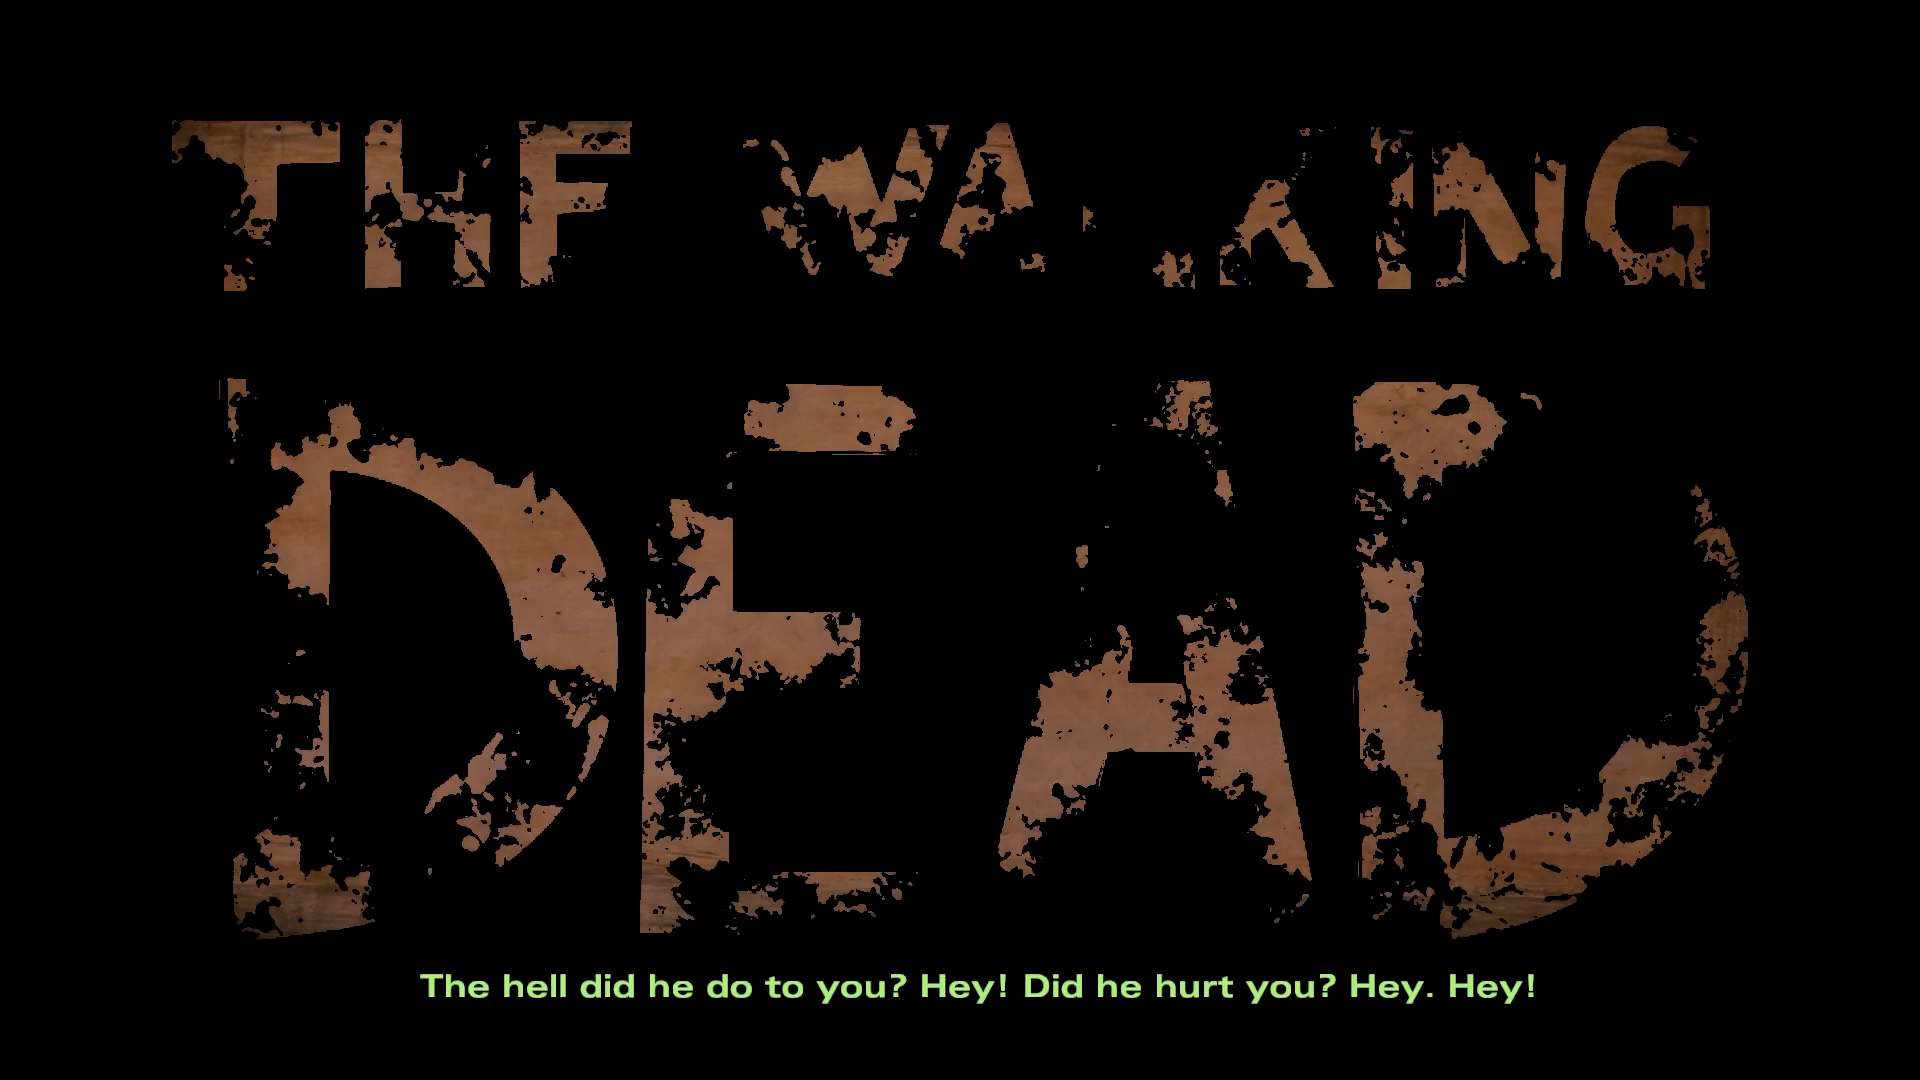 THE WALKING
DEAD
The hell did he do to you? Hey! Did he hurt you? Hey. Hey!